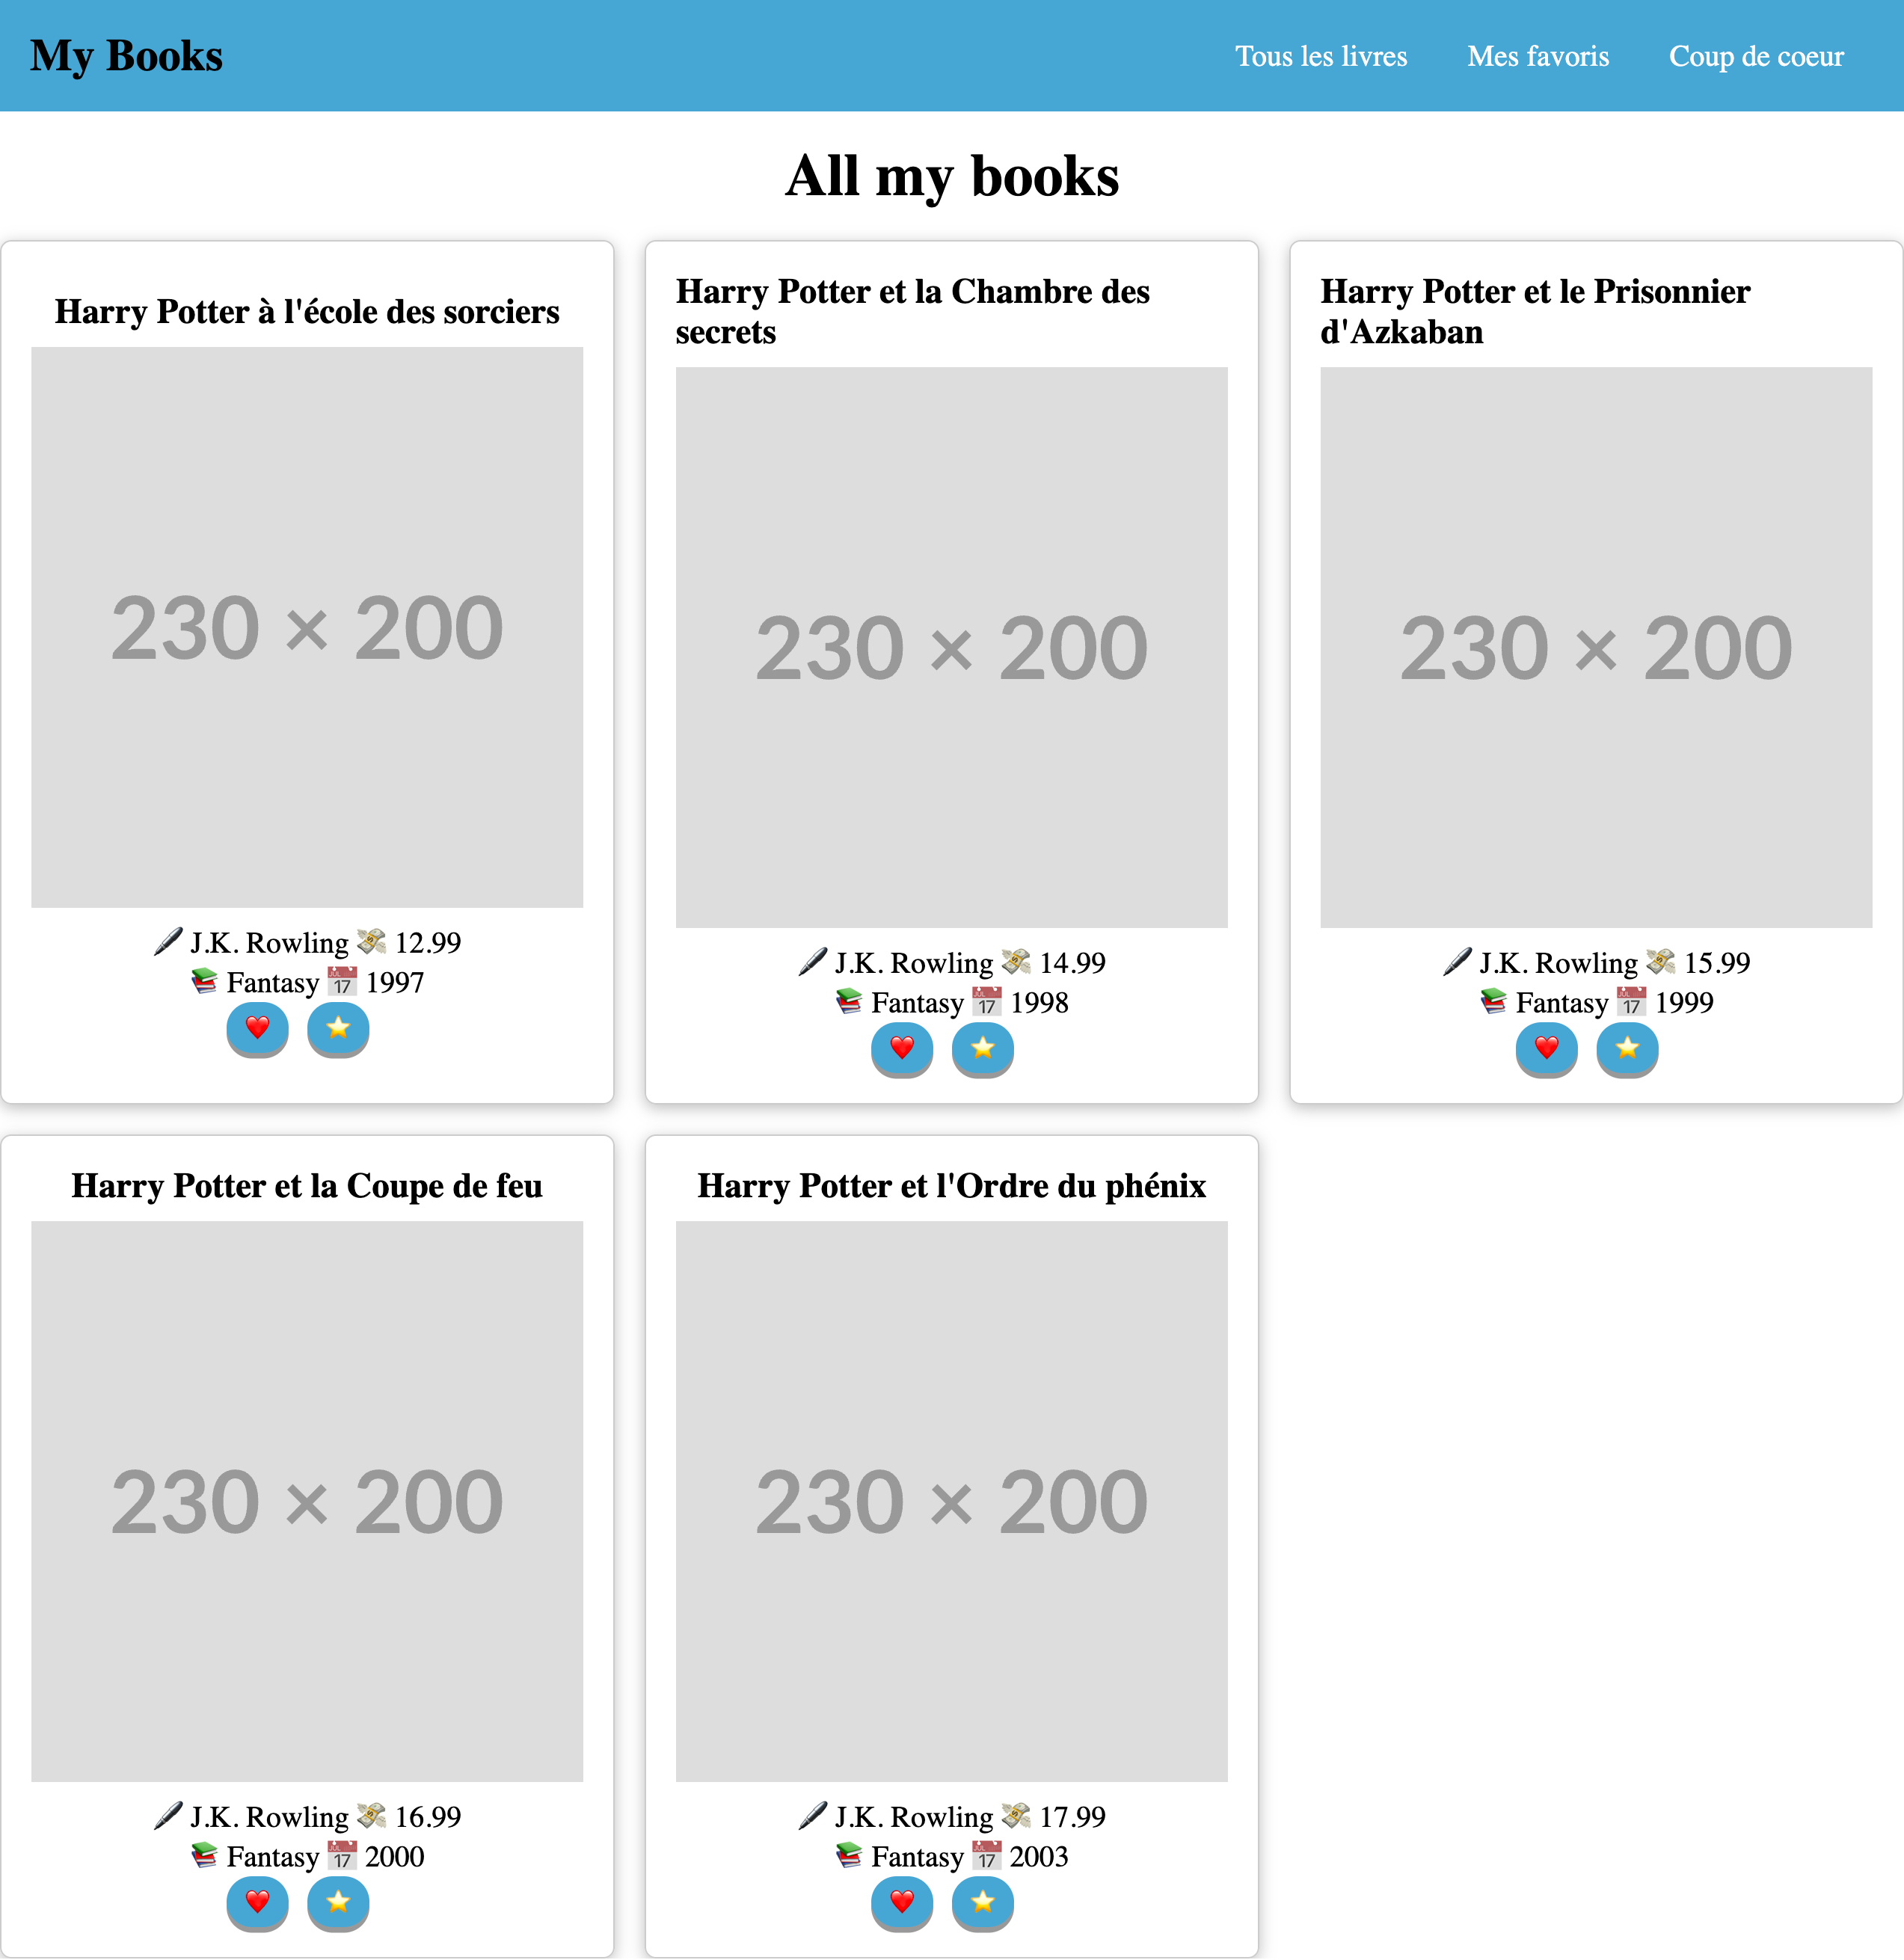 My Books
Tous les livres
Mes favoris
Coup de coeur
All my books
Harry Potter à l'école des sorciers
230 × 200
🖋️ J.K. Rowling 💸 12.99
📚 Fantasy 📅 1997
❤️ ⭐
Harry Potter et la Chambre des
secrets
230 × 200
🖋️ J.K. Rowling 💸 14.99
📚 Fantasy 📅 1998
❤️ ⭐
Harry Potter et le Prisonnier
d'Azkaban
230 × 200
🖋️ J.K. Rowling 💸 15.99
📚 Fantasy 📅 1999
❤️ ⭐
Harry Potter et la Coupe de feu
230 × 200
🖋️ J.K. Rowling 💸 16.99
📚 Fantasy 📅 2000
❤️ ⭐
Harry Potter et l'Ordre du phénix
230 × 200
🖋️ J.K. Rowling 💸 17.99
📚 Fantasy 📅 2003
❤️ ⭐